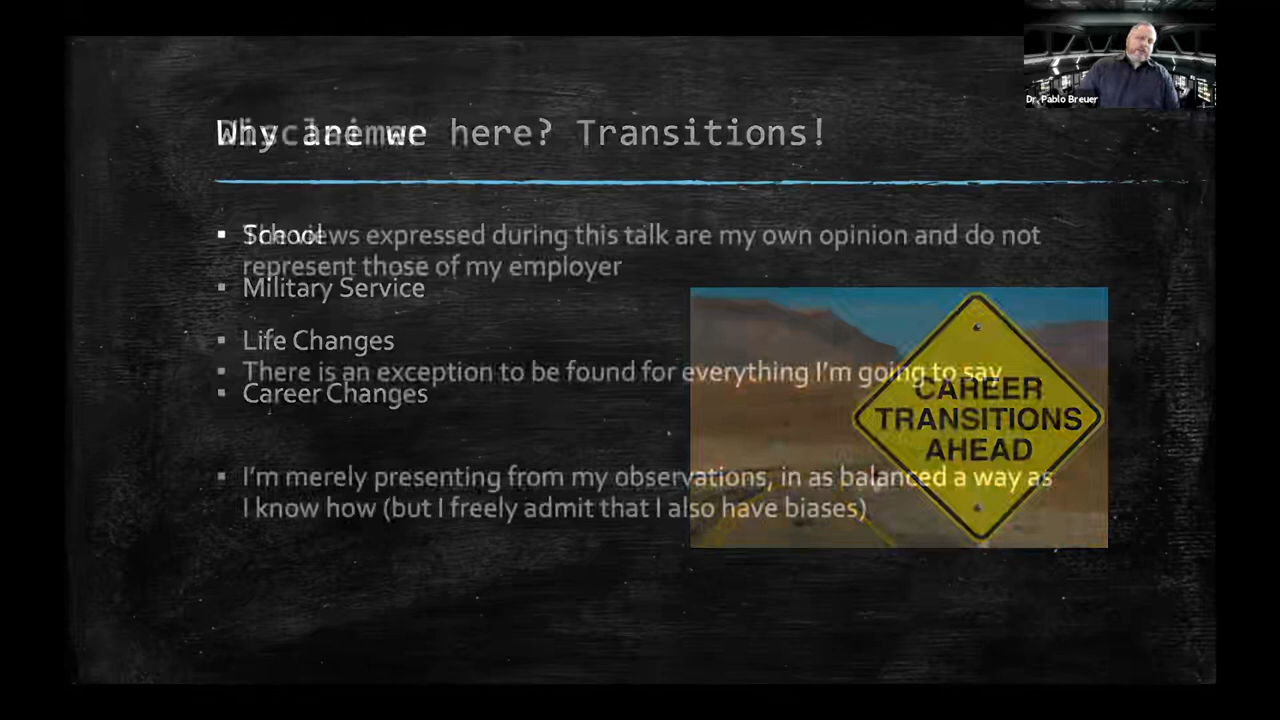 Dr. Pablo Breuer
Disclaimer
Why are we here? Transitions!
▪ The views expressed during this talk are my own opinion and do not
represent those of my employer
▪ School
▪ Military Service
▪ Life Changes
▪ There is an exception to be found for everything I'm going to say
▪ Career Changes
▪ I'm merely presenting from my observations, in as balanced a way as
I know how (but I freely admit that I also have biases)
CAREER
TRANSITIONS
AHEAD